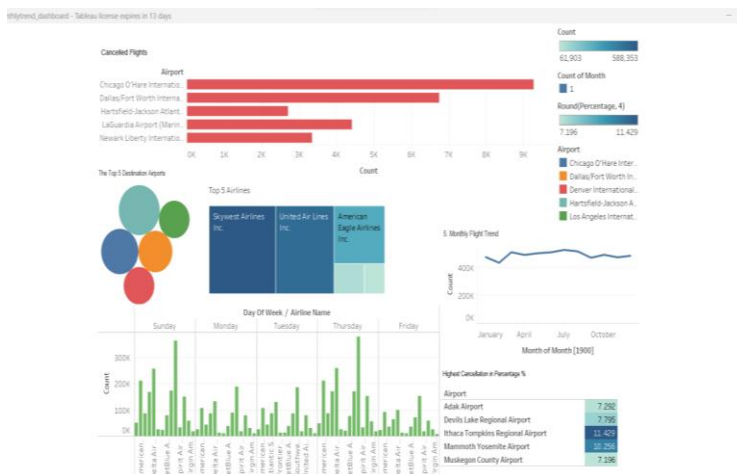 nthlytrend_dashboard - Tableau license expires in 13 days
Cancelled Flights
Airport
Chicago O'Hare Internatio..
Dallas/Fort Worth Interna..
Hartsfield-Jackson Atlant..
LaGuardia Airport (Marin..
Newark Liberty Internatio..
0K 1K 2K 3K 4K 5K 6K 7K 8K 9K
Count
Count
61,903 588,353
Count of Month
1
Round(Percentage, 4)
7.196 11.429
Airport
Chicago O'Hare Inter..
Dallas/Fort Worth In..
Denver International..
Hartsfield-Jackson A..
Los Angeles Internat..
The Top 5 Destination Airports
Top 5 Airlines
Skywest Airlines
Inc.
United Air Lines
Inc.
American
Eagle Airlines
Inc.
5. Monthly Flight Trend
400K
200K
0K
Count
January April July October
Month of Month [1900]
Day Of Week / Airline Name
Sunday Monday Tuesday Thursday Friday
300K
200K
100K
0K
Count
Highest Cancellation in Percentage %
Airport
Adak Airport 7.292
Devils Lake Regional Airport 7.795
Ithaca Tompkins Regional Airport 11.429
Mammoth Yosemite Airport 10.256
Muskegon County Airport 7.196